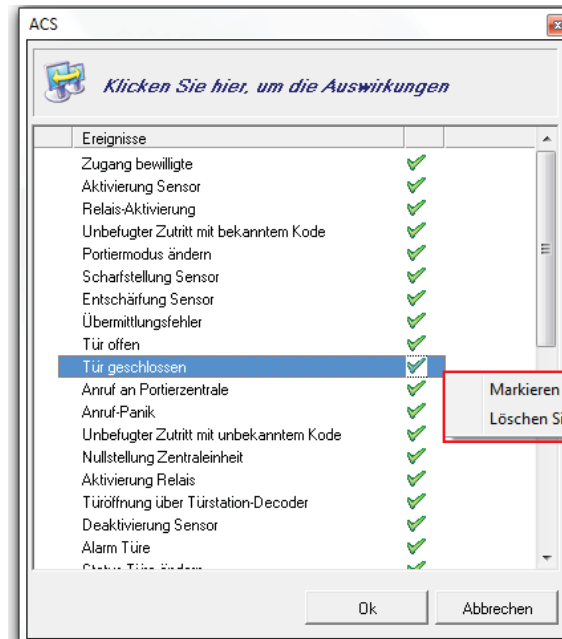 ACS
Klicken Sie hier, um die Auswirkungen
Ereignisse
Zugang bewilligte
Aktivierung Sensor
Relais-Aktivierung
Unbefugter Zutritt mit bekanntem Kode
Portiermodus ändern
Scharfstellung Sensor
Entschärfung Sensor
Übermittlungsfehler
Tür offen
Tür geschlossen
Markieren
Anruf an Portierzentrale
Löschen Si
Anruf-Panik
Unbefugter Zutritt mit unbekanntem Kode
Nullstellung Zentraleinheit
Aktivierung Relais
Türöffnung über Türstation-Decoder
Deaktivierung Sensor
Alarm Türe
Status Türe ändern
Ok
Abbrechen